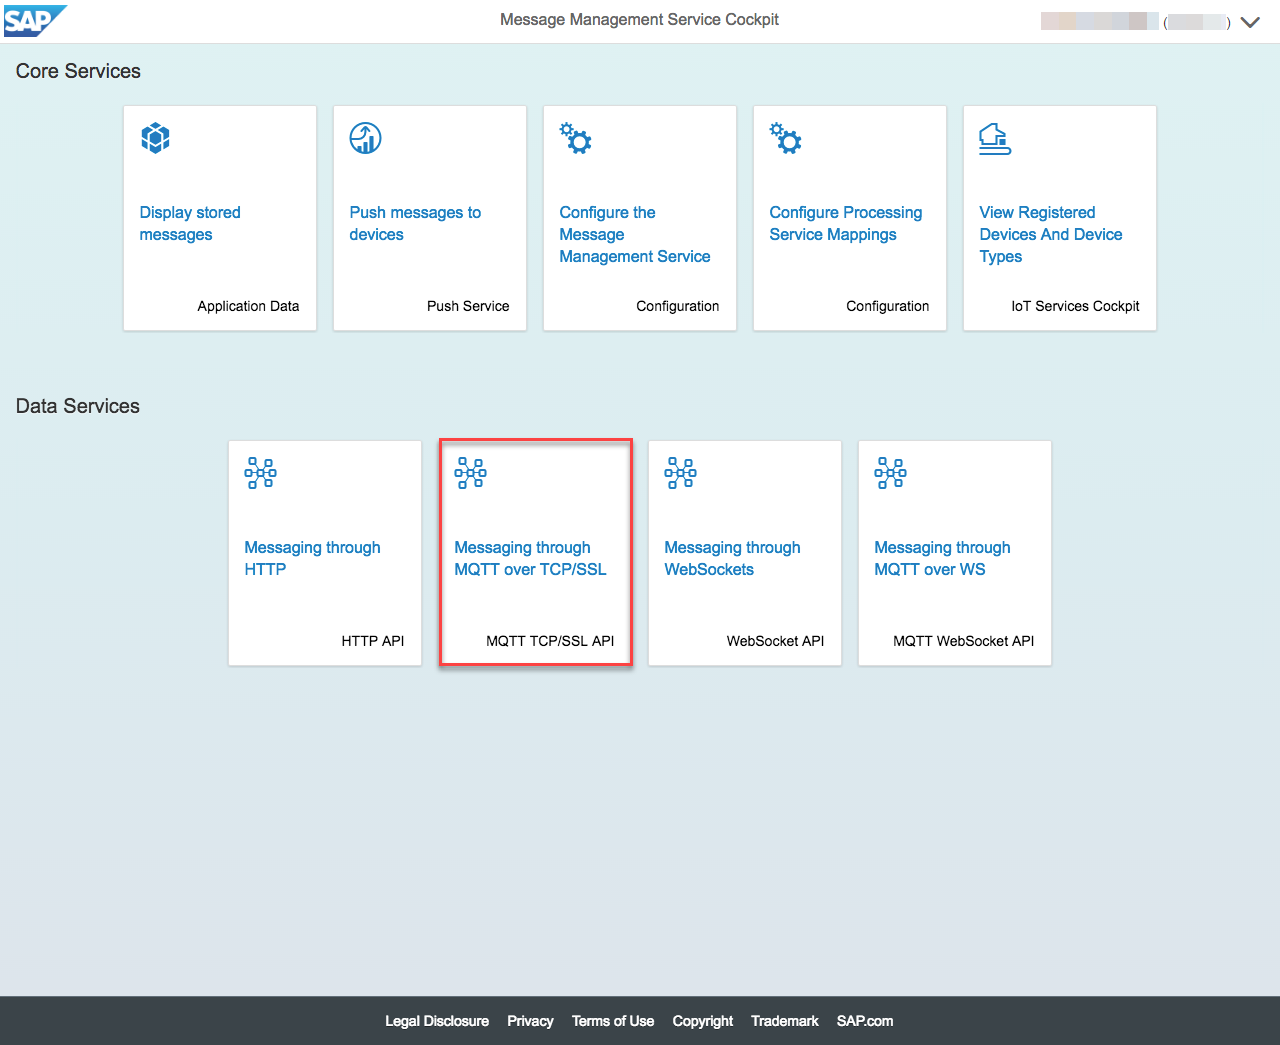 SAP
Message Management Service Cockpit
( )
Core Services
Display stored
messages
Application Data
Push messages to
devices
Push Service
Configure the
Message
Management Service
Configuration
Configure Processing
Service Mappings
Configuration
View Registered
Devices And Device
Types
IoT Services Cockpit
Data Services
Messaging through
HTTP
HTTP API
Messaging through
MQTT over TCP/SSL
MQTT TCP/SSL API
Messaging through
WebSockets
WebSocket API
Messaging through
MQTT over WS
MQTT WebSocket API
Legal Disclosure Privacy Terms of Use Copyright Trademark SAP.com